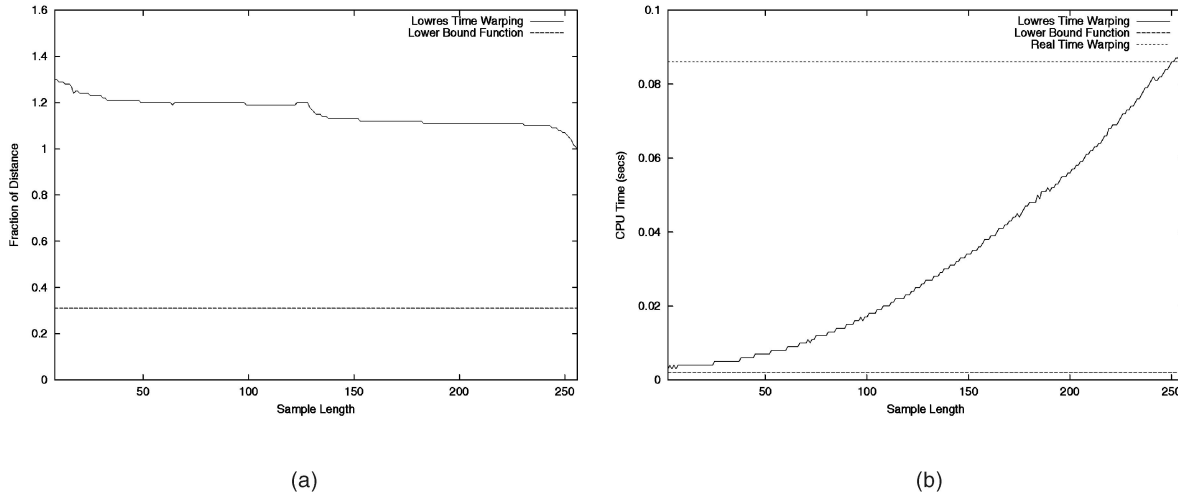 1.6
1.4
1.2
1
0.8
0.6
0.4
0.2
0
Fraction of Distance
Lowres Time Warping
Lower Bound Function
50
100
150
200
250
Sample Length
(a)
0.1
0.08
0.06
0.04
0.02
0
CPU Time (secs)
Lowres Time Warping
Lower Bound Function
Real Time Warping
50
100
150
200
250
Sample Length
(b)